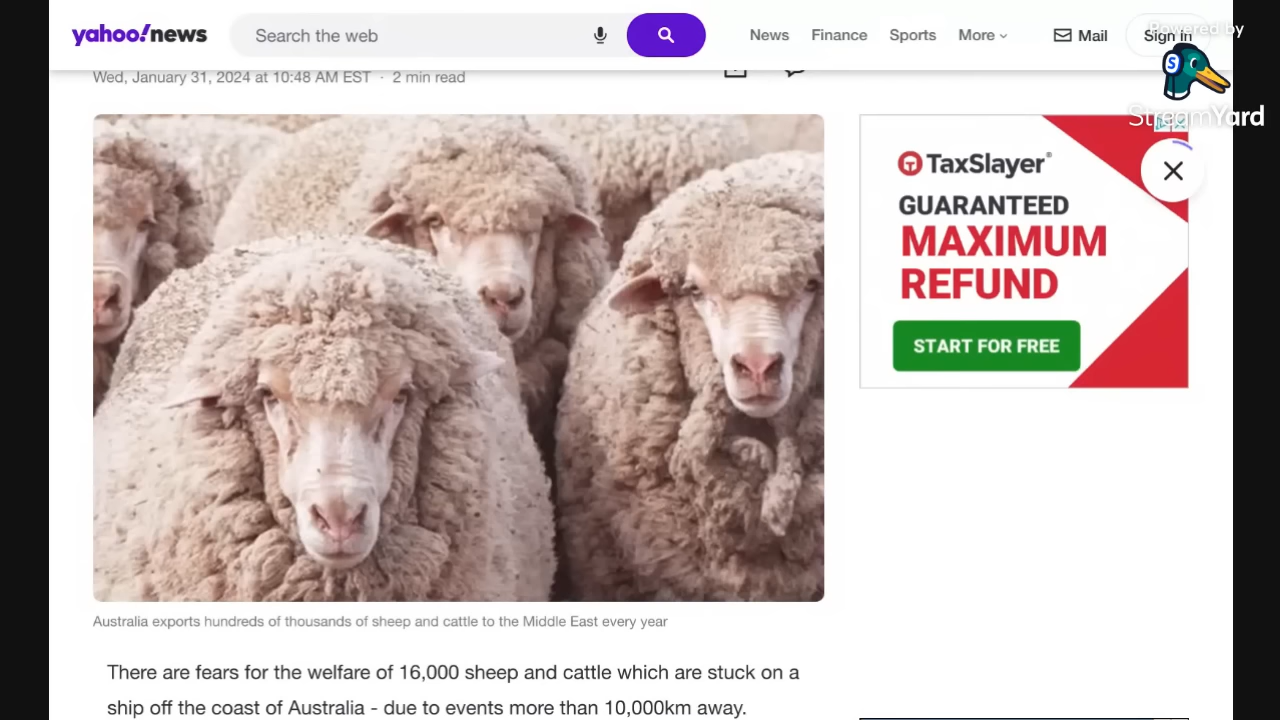 yahoo!news
Search the web
News
Finance
Sports
More
Mail
Sign in
Powered by
StreamYard
Wed, January 31, 2024 at 10:48 AM EST · 2 min read
TaxSlayer®
GUARANTEED
MAXIMUM
REFUND
START FOR FREE
Australia exports hundreds of thousands of sheep and cattle to the Middle East every year
There are fears for the welfare of 16,000 sheep and cattle which are stuck on a
ship off the coast of Australia - due to events more than 10,000km away.